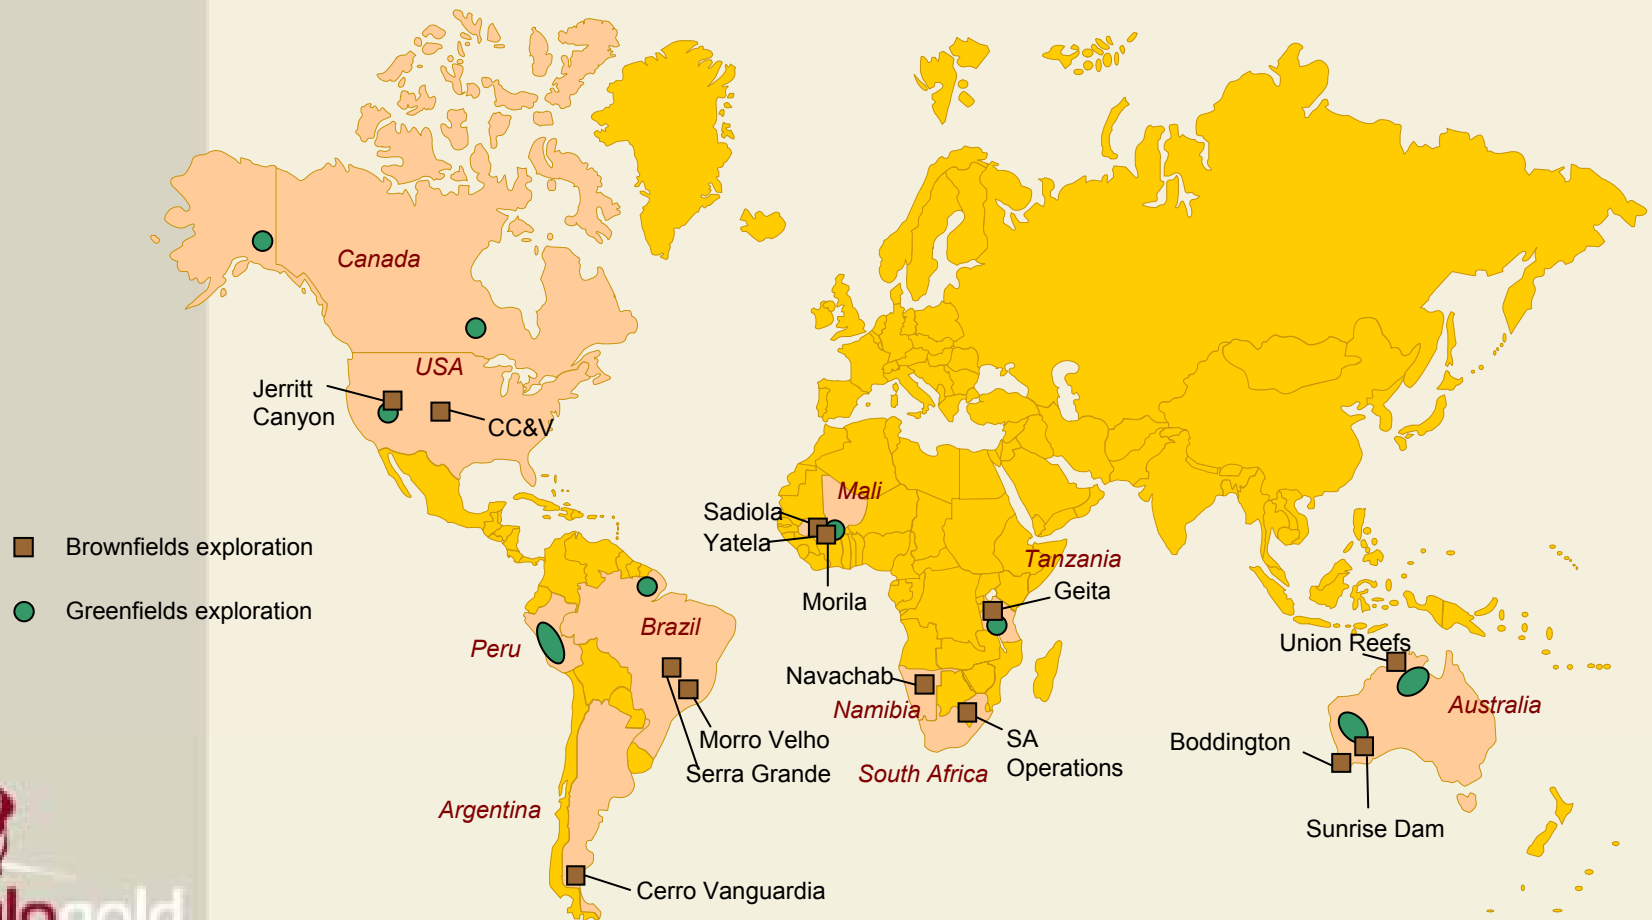 Canada
USA
Jerritt
Canyon
CC&V
Mali
Sadiola
Yatela
Morila
Tanzania
Geita
Brownfields exploration
Greenfields exploration
Peru
Brazil
Morro Velho
Serra Grande
Argentina
Cerro Vanguardia
Navachab
Namibia
South Africa
SA
Operations
Union Reefs
Australia
Boddington
Sunrise Dam